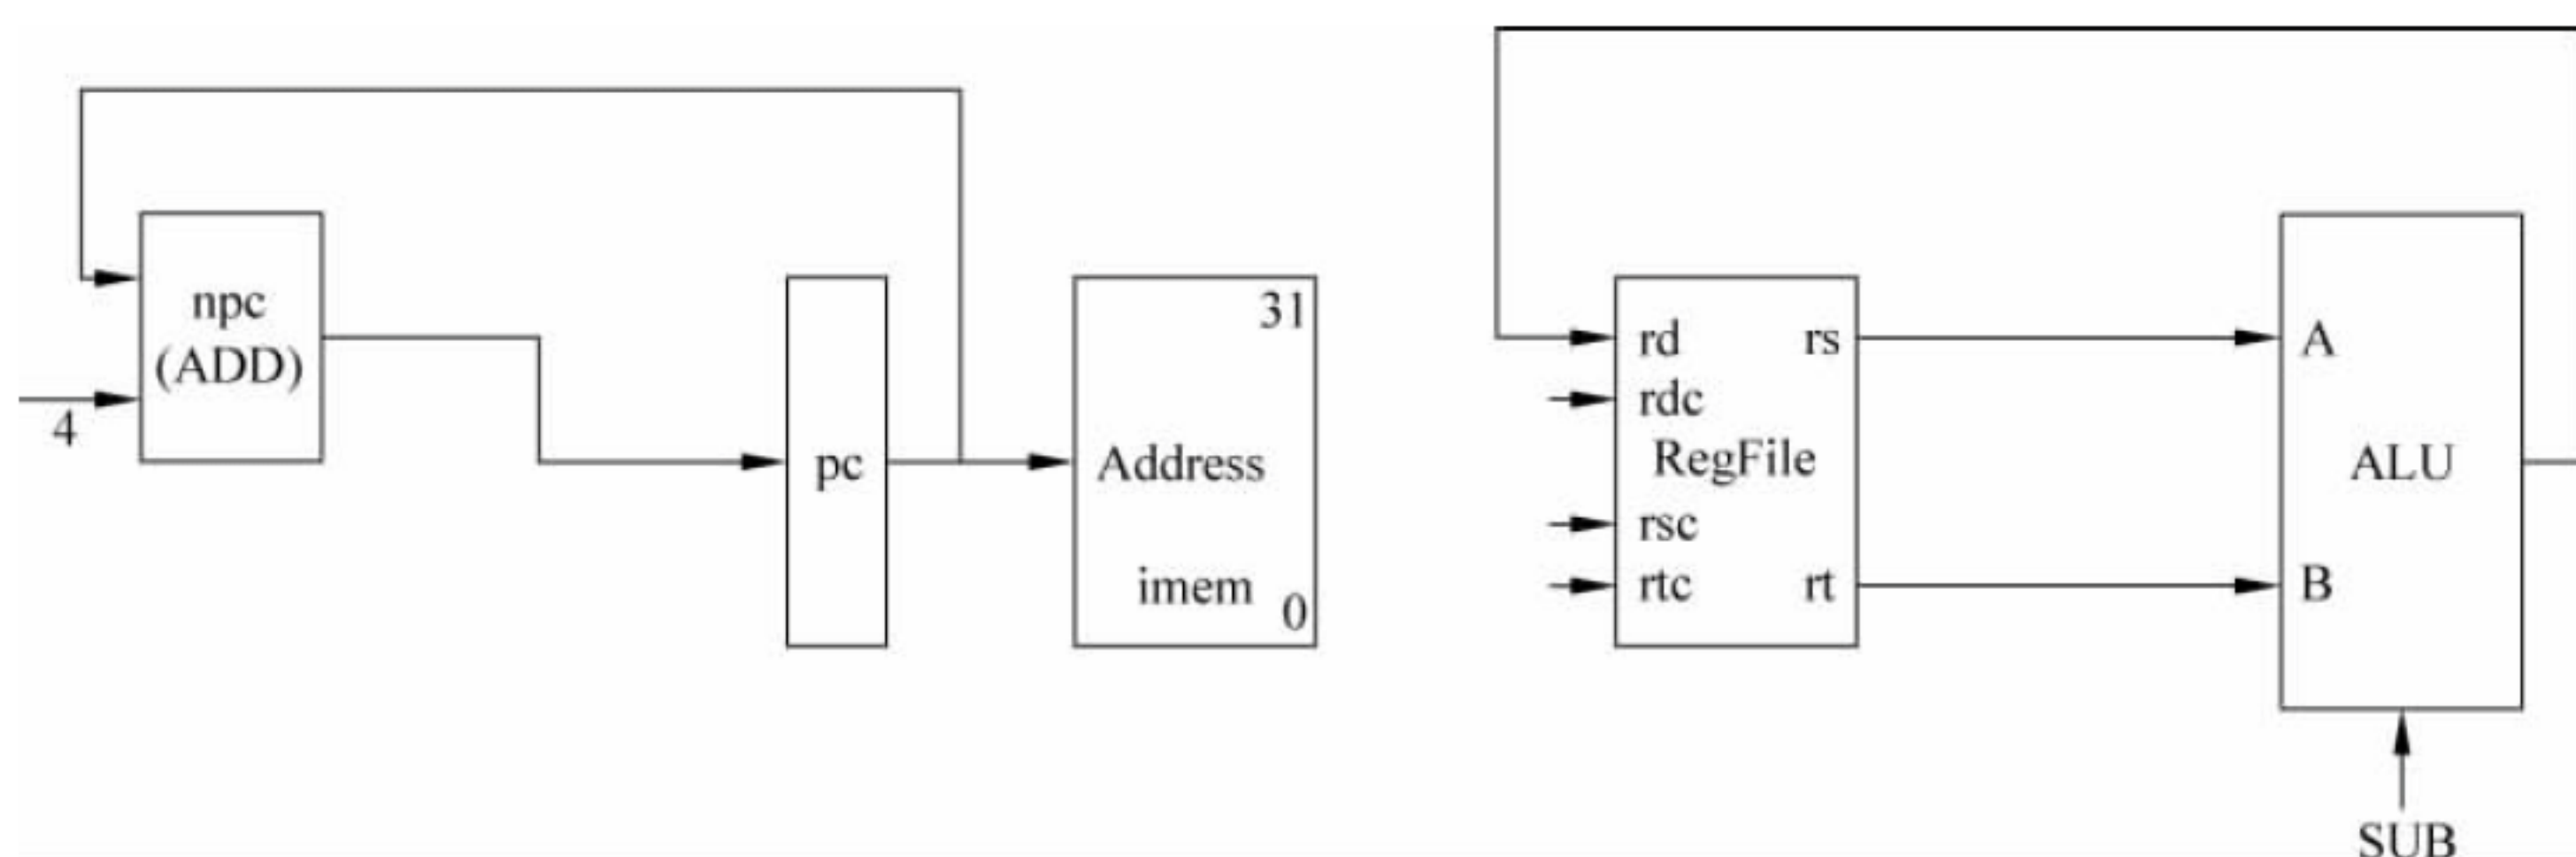 npc
(ADD)
4
pc
31
Address
imem
0
rd
rs
rdc
RegFile
rsc
rtc
rt
A
ALU
B
SUB